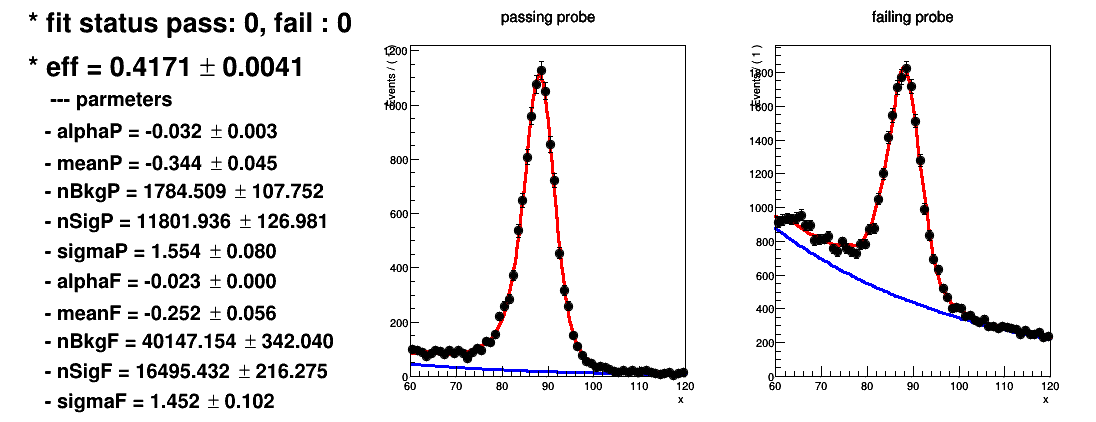 * fit status pass: 0, fail : 0
* eff = 0.4171 ± 0.0041
--- parmeters
- alphaP = -0.032 ± 0.003
- meanP = -0.344 ± 0.045
- nBkgP = 1784.509 ± 107.752
- nSigP = 11801.936 ± 126.981
- sigmaP = 1.554 ± 0.080
- alphaF = -0.023 ± 0.000
- meanF = -0.252 ± 0.056
- nBkgF = 40147.154 ± 342.040
- nSigF = 16495.432 ± 216.275
- sigmaF = 1.452 ± 0.102
passing probe
Events / ( 1 )
1200
1000
800
600
400
200
0
60 70 80 90 100 110 120
x
failing probe
Events / ( 1 )
1800
1600
1400
1200
1000
800
600
400
200
0
60 70 80 90 100 110 120
x